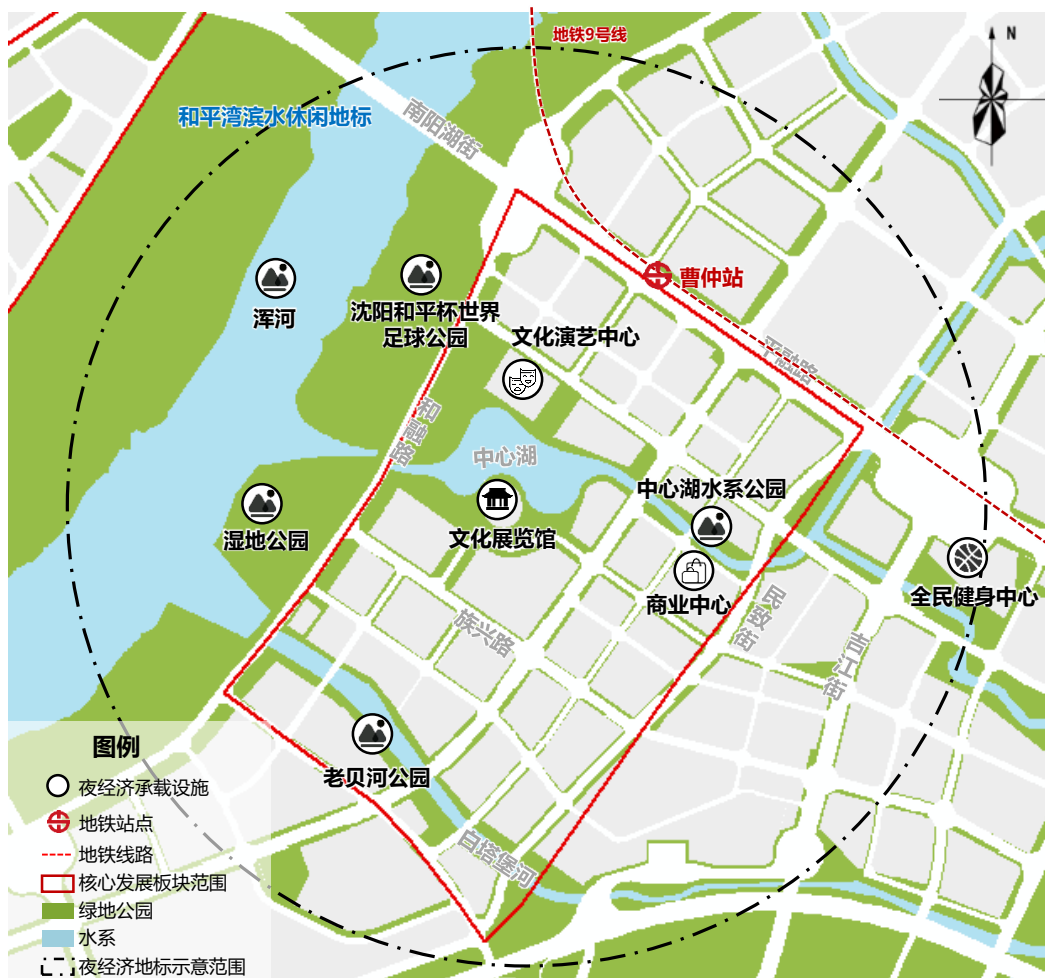 地铁9号线
N
和平湾滨水休闲地标
南阳湖街
曹仲站
浑河
沈阳和平杯世界
足球公园
文化演艺中心
平融路
和融路
中心湖
中心湖水系公园
湿地公园
文化展览馆
商业中心
全民健身中心
民致街
族兴路
吉江街
老贝河公园
白塔堡河
图例
夜经济承载设施
地铁站点
地铁线路
核心发展板块范围
绿地公园
水系
夜经济地标示意范围